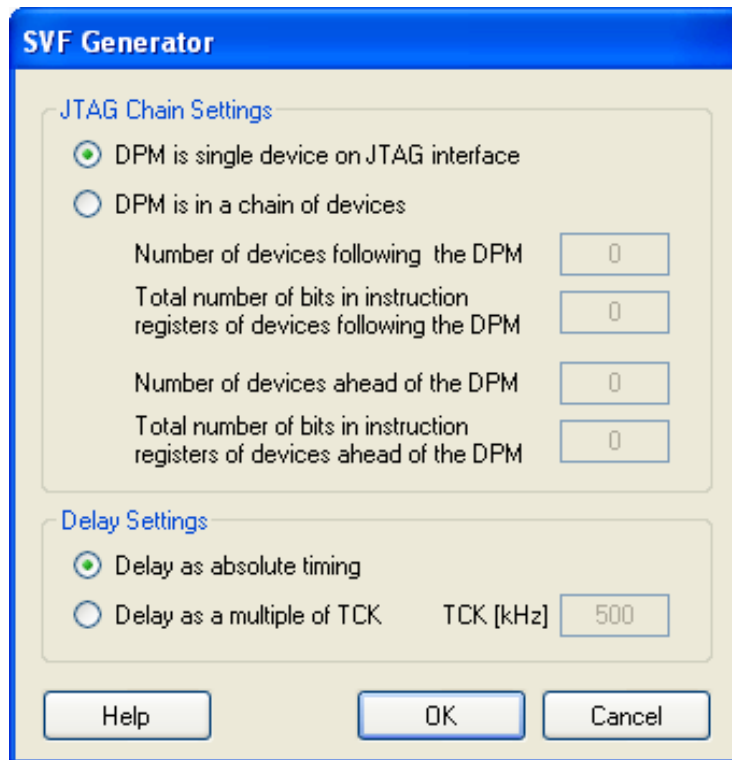 SVF Generator
JTAG Chain Settings
DPM is single device on JTAG interface
DPM is in a chain of devices
Number of devices following the DPM 0
Total number of bits in instruction
registers of devices following the DPM 0
Number of devices ahead of the DPM 0
Total number of bits in instruction
registers of devices ahead of the DPM 0
Delay Settings
Delay as absolute timing
Delay as a multiple of TCK TCK [kHz] 500
Help OK Cancel